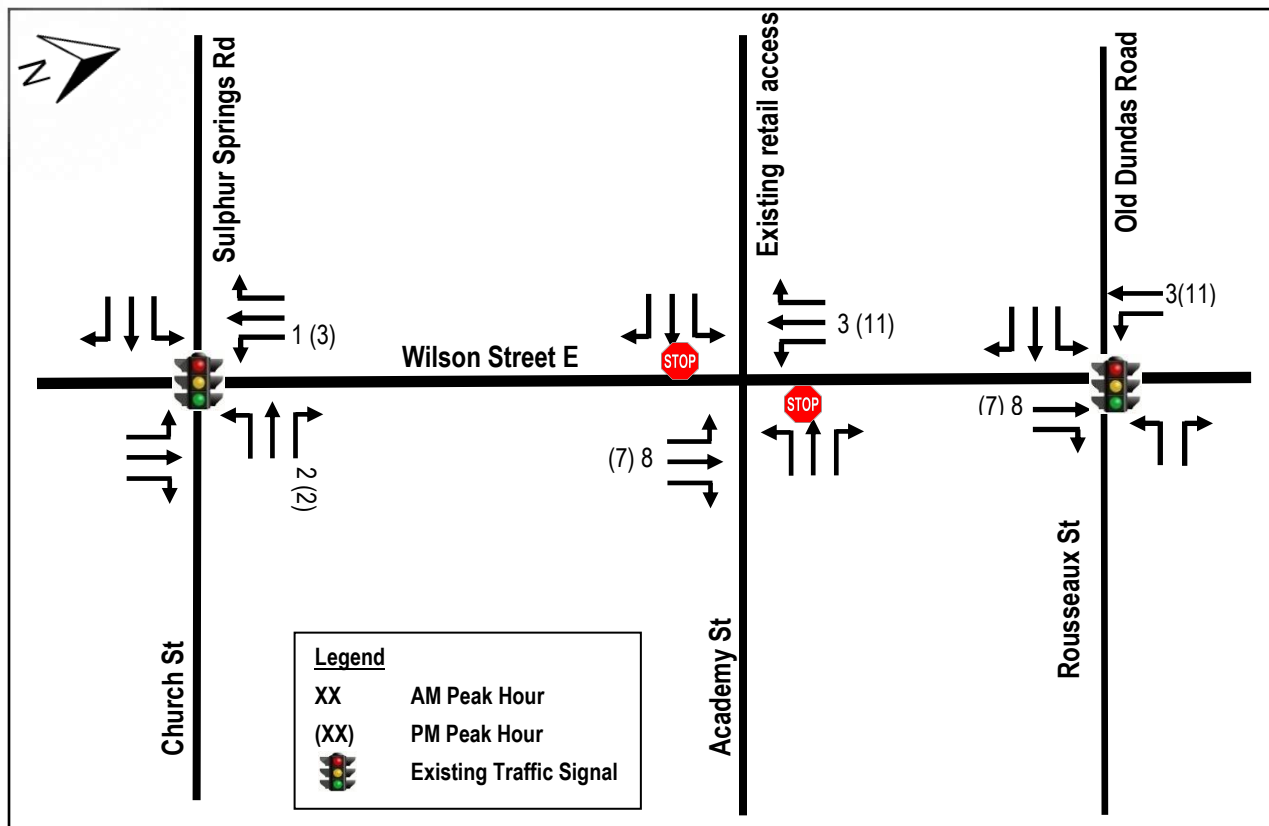 N
Sulphur Springs Rd
Existing retail access
Old Dundas Road
1 (3)
3 (11)
3(11)
Wilson Street E
STOP
STOP
2 (2)
(7) 8
(7) 8
Church St
Academy St
Rousseaux St
Legend
XX AM Peak Hour
(XX) PM Peak Hour
Existing Traffic Signal